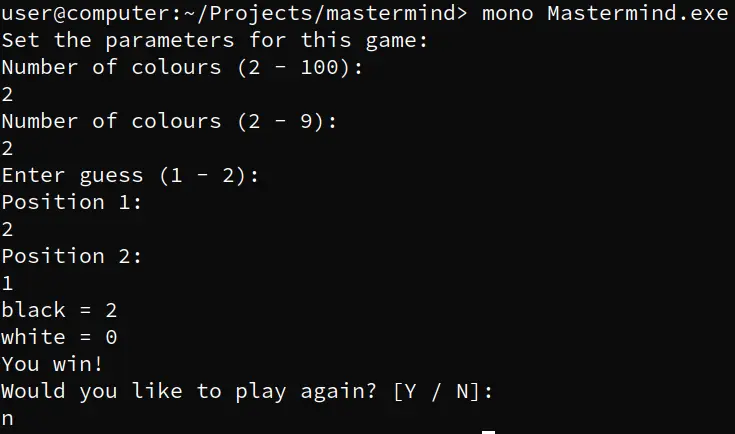 user@computer:~/Projects/mastermind> mono Mastermind.exe
Set the parameters for this game:
Number of colours (2 - 100):
2
Number of colours (2 - 9):
2
Enter guess (1 - 2):
Position 1:
2
Position 2:
1
black = 2
white = 0
You win!
Would you like to play again? [Y / N]:
n